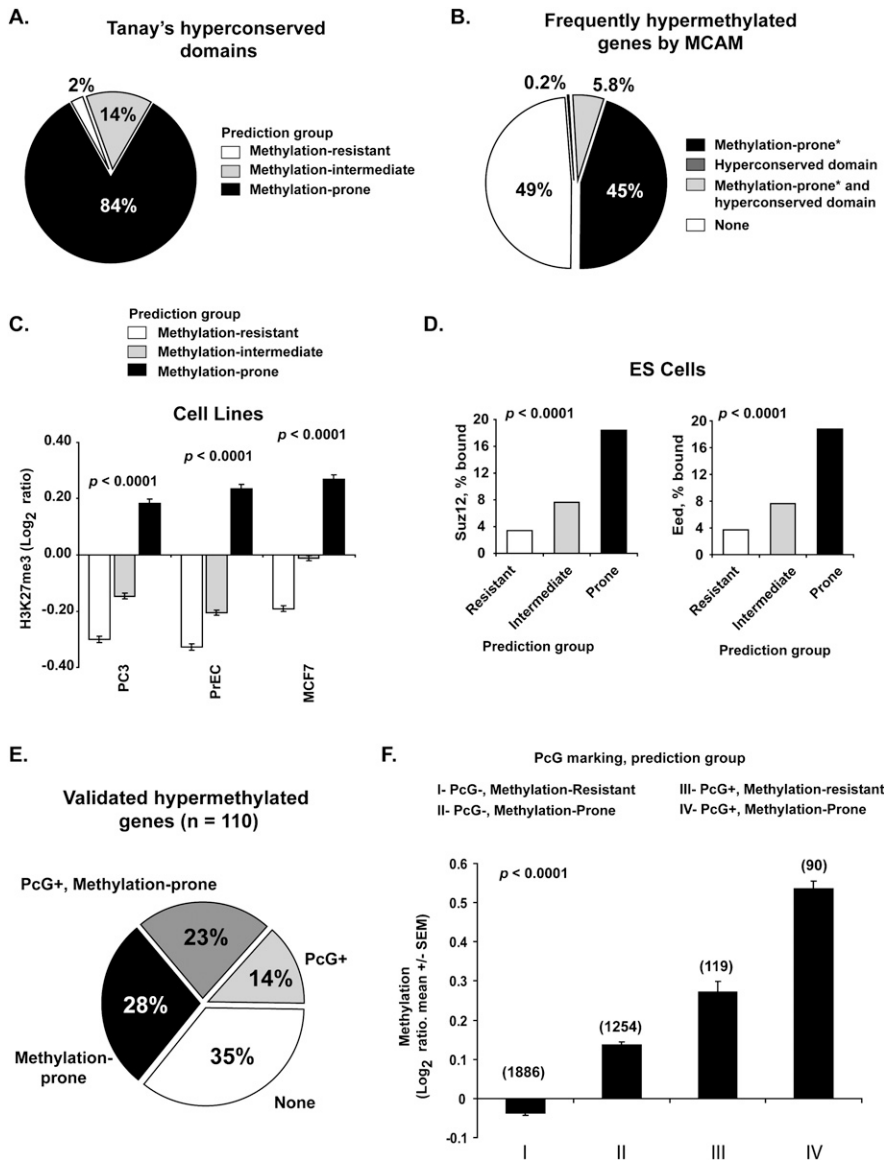 A.
Tanay's hyperconserved
domains
2%
14%
84%
Prediction group
Methylation-resistant
Methylation-intermediate
Methylation-prone
B.
Frequently hypermethylated
genes by MCAM
0.2%
5.8%
49%
45%
Methylation-prone*
Hyperconserved domain
Methylation-prone* and
hyperconserved domain
None
C.
Prediction group
Methylation-resistant
Methylation-intermediate
Methylation-prone
Cell Lines
H3K27me3 (Log2 ratio)
0.40
0.20
0.00
-0.20
-0.40
p < 0.0001
p < 0.0001
p < 0.0001
PC3
PrEC
MCF7
D.
ES Cells
Suz12, % bound
20
16
12
8
4
0
p < 0.0001
Resistant
Intermediate
Prone
Prediction group
Eed, % bound
20
16
12
8
4
0
p < 0.0001
Resistant
Intermediate
Prone
Prediction group
E.
Validated hypermethylated
genes (n = 110)
PcG+, Methylation-prone
23%
PcG+
14%
28%
Methylation-
prone
35%
None
F.
PcG marking, prediction group
I- PcG-, Methylation-Resistant
II- PcG-, Methylation-Prone
III- PcG+, Methylation-resistant
IV- PcG+, Methylation-Prone
Methylation
(Log2 ratio. mean +/- SEM)
0.6
0.5
0.4
0.3
0.2
0.1
0
-0.1
p < 0.0001
(1886)
(1254)
(119)
(90)
I
II
III
IV